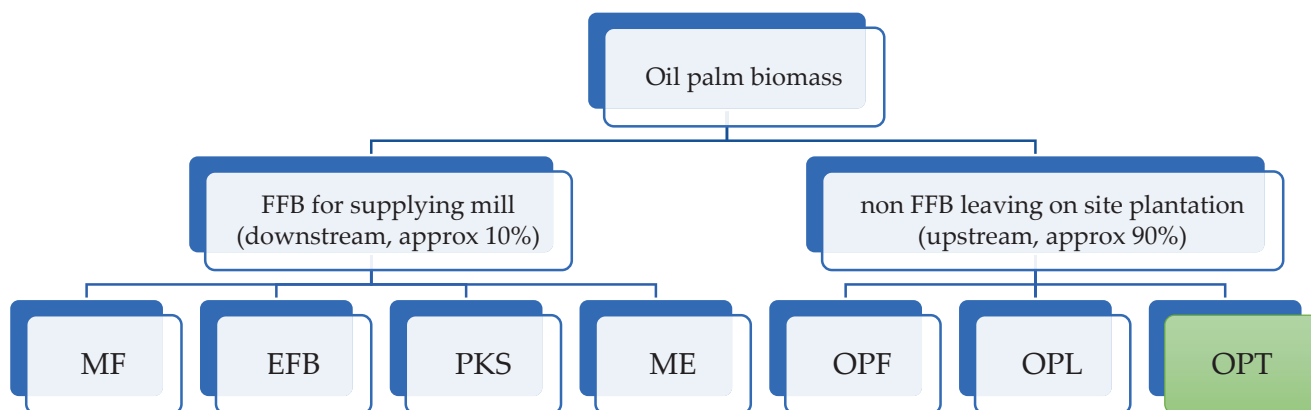 Oil palm biomass
FFB for supplying mill
(downstream, approx 10%)
non FFB leaving on site plantation
(upstream, approx 90%)
MF
EFB
PKS
ME
OPF
OPL
OPT